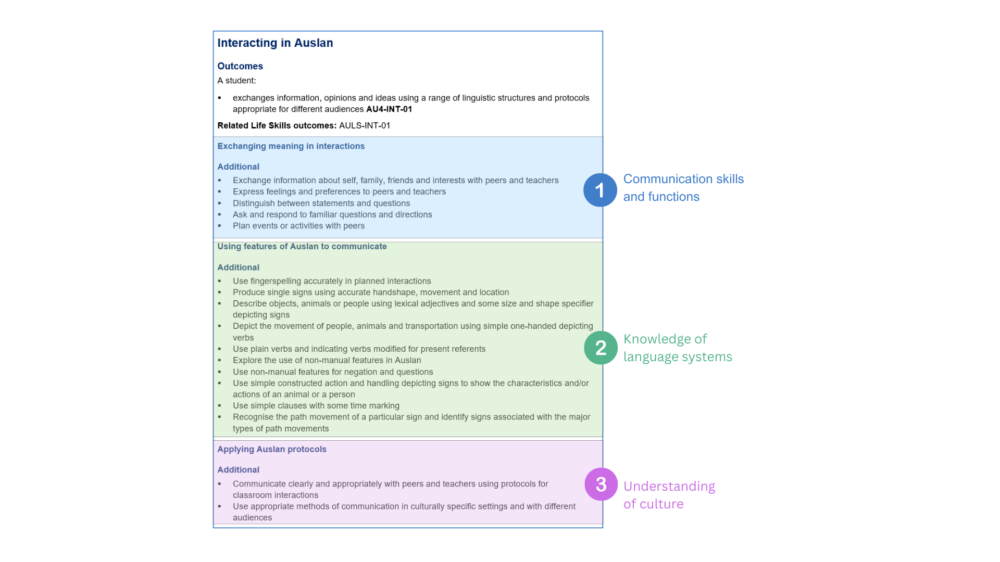 Interacting in Auslan
Outcomes
A student:
▪ exchanges information, opinions and ideas using a range of linguistic structures and protocols
appropriate for different audiences AU4-INT-01
Related Life Skills outcomes: AULS-INT-01
Exchanging meaning in interactions
Additional
▪ Exchange information about self, family, friends and interests with peers and teachers
▪ Express feelings and preferences to peers and teachers
▪ Distinguish between statements and questions
▪ Ask and respond to familiar questions and directions
▪ Plan events or activities with peers
1
Communication skills
and functions
Using features of Auslan to communicate
Additional
▪ Use fingerspelling accurately in planned interactions
▪ Produce single signs using accurate handshape, movement and location
▪ Describe objects, animals or people using lexical adjectives and some size and shape specifier
depicting signs
▪ Depict the movement of people, animals and transportation using simple one-handed depicting
verbs
▪ Use plain verbs and indicating verbs modified for present referents
▪ Explore the use of non-manual features in Auslan
▪ Use non-manual features for negation and questions
▪ Use simple constructed action and handling depicting signs to show the characteristics and/or
actions of an animal or a person
▪ Use simple clauses with some time marking
▪ Recognise the path movement of a particular sign and identify signs associated with the major
types of path movements
2
Knowledge of
language systems
Applying Auslan protocols
Additional
▪ Communicate clearly and appropriately with peers and teachers using protocols for
classroom interactions
▪ Use appropriate methods of communication in culturally specific settings and with different
audiences
3
Understanding
of culture